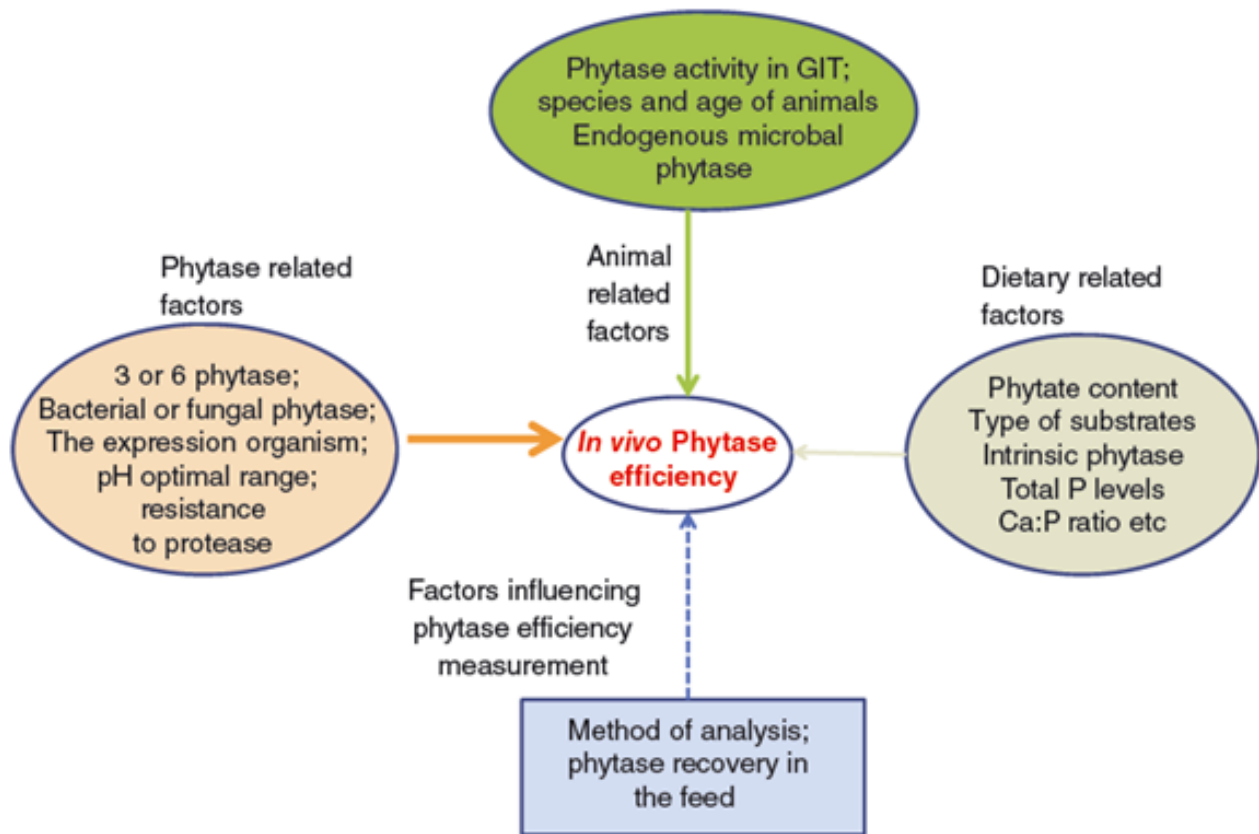 Phytase activity in GIT;
species and age of animals
Endogenous microbal
phytase
Animal
related
factors
Phytase related
factors
3 or 6 phytase;
Bacterial or fungal phytase;
The expression organism;
pH optimal range;
resistance
to protease
In vivo Phytase
efficiency
Dietary related
factors
Phytate content
Type of substrates
Intrinsic phytase
Total P levels
Ca:P ratio etc
Factors influencing
phytase efficiency
measurement
Method of analysis;
phytase recovery in
the feed